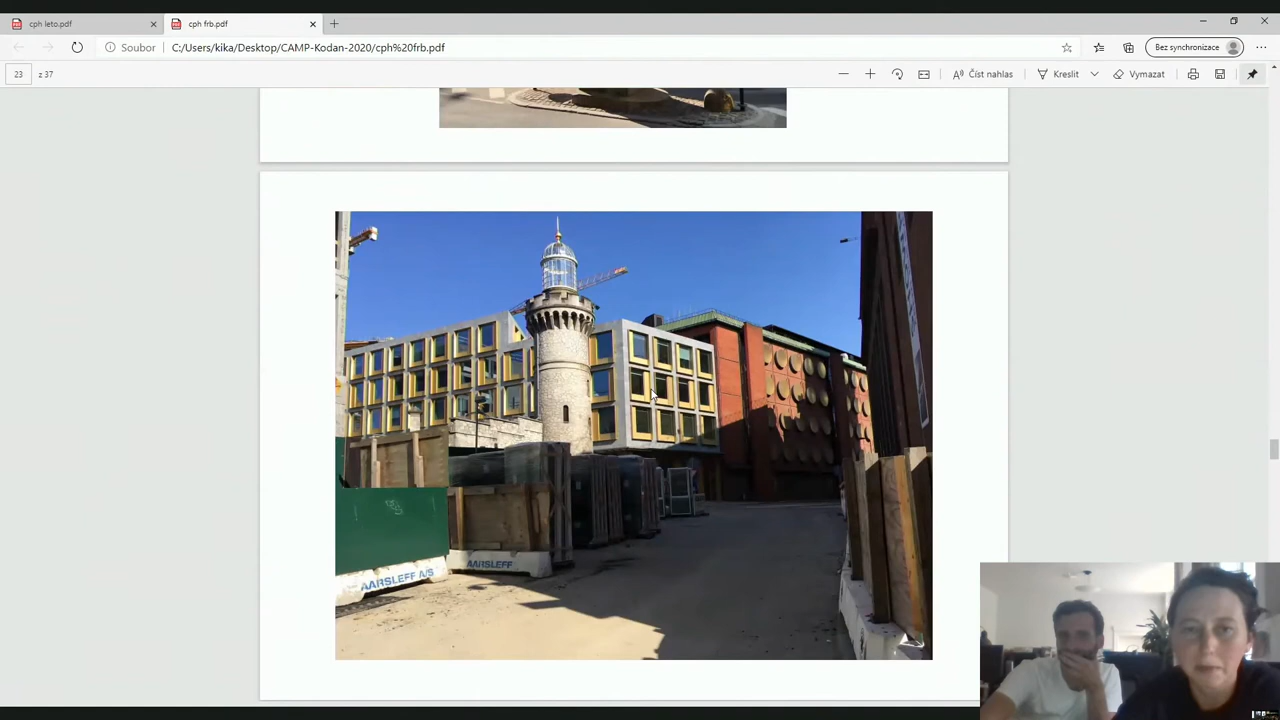 cph leto.pdf
cph frb.pdf
Soubor
C:/Users/kika/Desktop/CAMP-Kodan-2020/cph%20frb.pdf
Bez synchronizace
23
z 37
Číst nahlas
Kreslit
Vymazat
AARSLEFF A/S
AARSLEFF